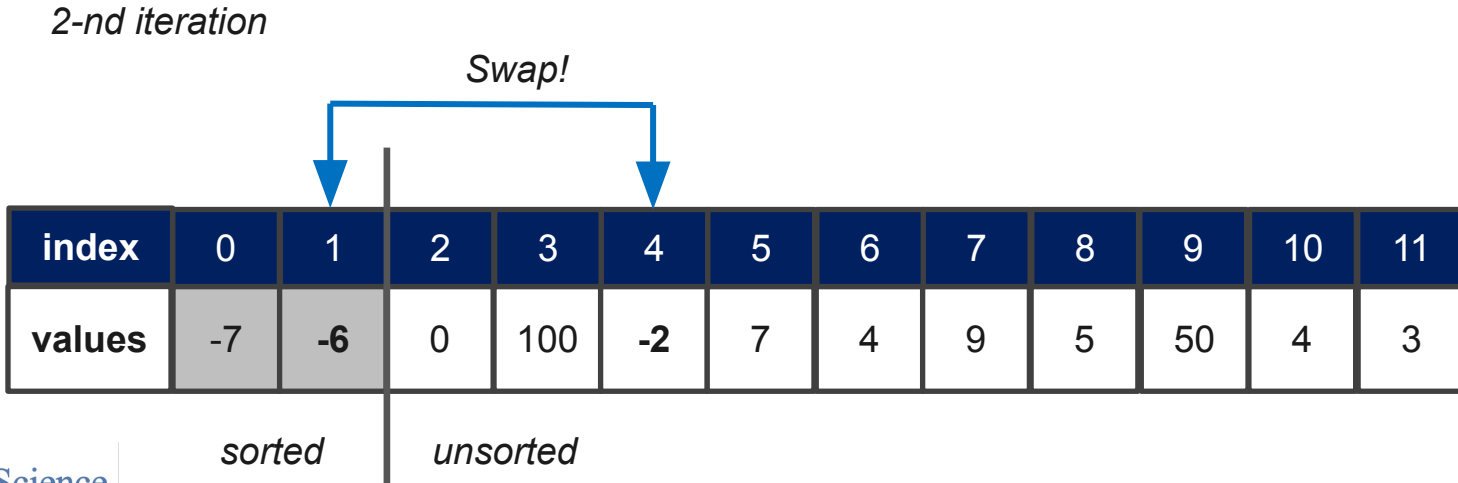 2-nd iteration
Swap!
index 0 1 2 3 4 5 6 7 8 9 10 11
values -7 -6 0 100 -2 7 4 9 5 50 4 3
sorted unsorted
Science